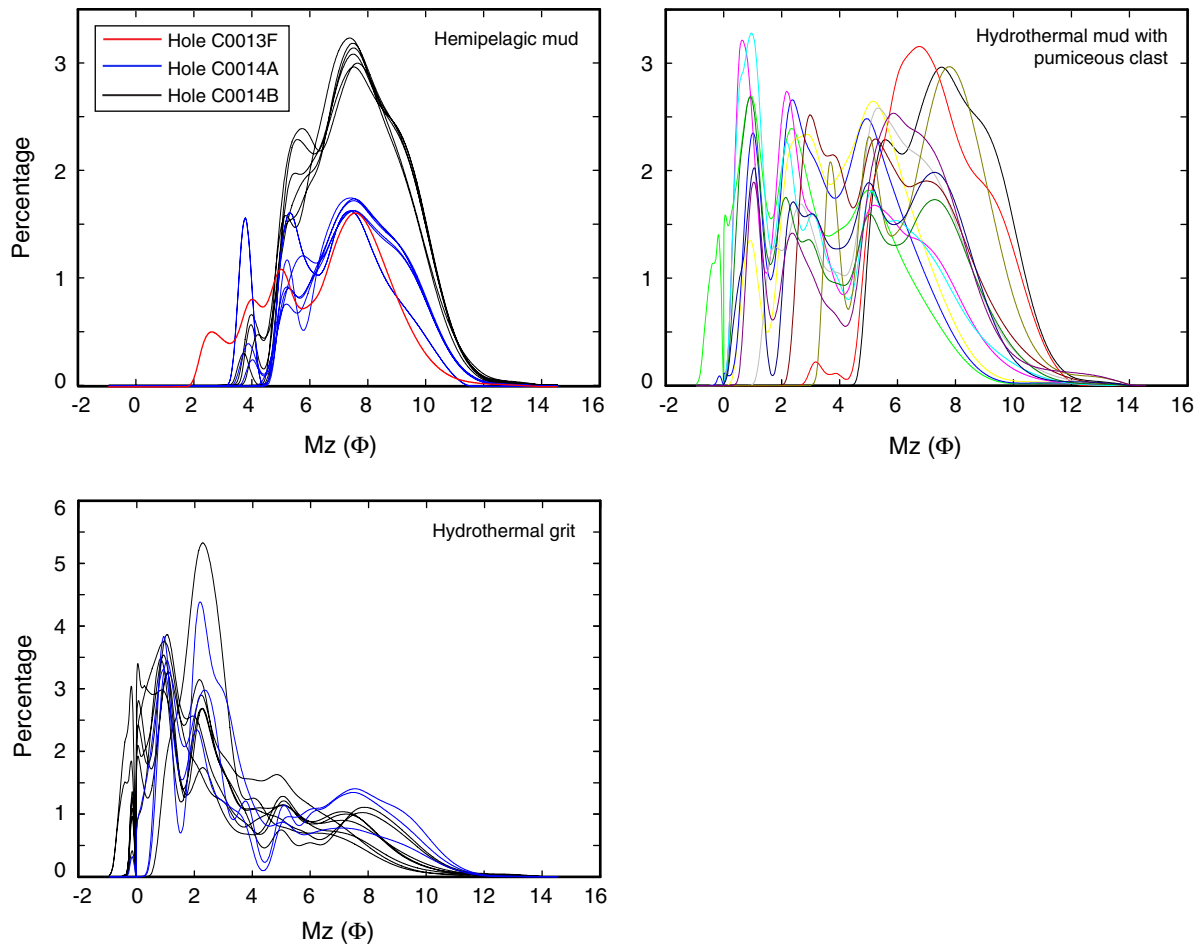 Hole C0013F
Hole C0014A
Hole C0014B
Hemipelagic mud
Percentage
3
2
1
0
-2 0 2 4 6 8 10 12 14 16
Mz (Φ)
Hydrothermal mud with
pumiceous clast
3
2
1
0
-2 0 2 4 6 8 10 12 14 16
Mz (Φ)
Hydrothermal grit
Percentage
6
5
4
3
2
1
0
-2 0 2 4 6 8 10 12 14 16
Mz (Φ)